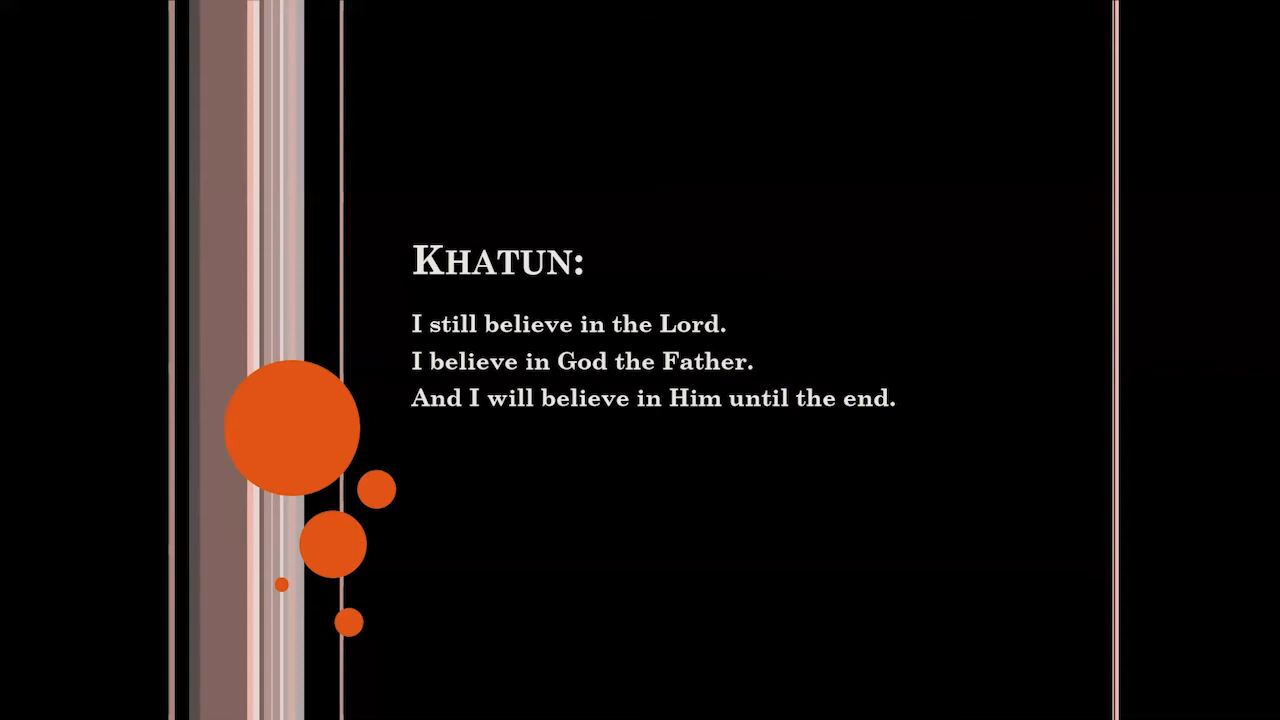 Khatun:
I still believe in the Lord.
I believe in God the Father.
And I will believe in Him until the end.